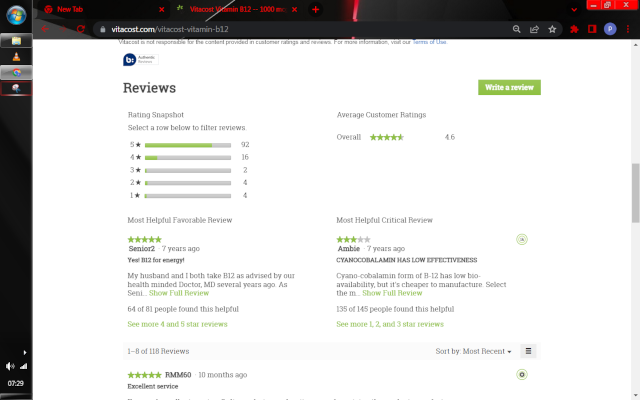 New Tab
Vitacost Vitamin B12 -- 1000 m
vitacost.com/vitacost-vitamin-b12
P
Vitacost is not responsible for the content provided in customer ratings and reviews. For more information, visit our Terms of Use.
b: Authentic
Reviews
Reviews
Write a review
Rating Snapshot
Average Customer Ratings
Select a row below to filter reviews.
Overall ★★★★★ 4.6
5 ★ 92
4 ★ 16
3 ★ 2
2 ★ 4
1 ★ 4
Most Helpful Favorable Review
Most Helpful Critical Review
Senior2 · 7 years ago
Ambie · 7 years ago
Yes! B12 for energy!
CYANOCOBALAMIN HAS LOW EFFECTIVENESS
My husband and I both take B12 as advised by our
health minded Doctor, MD several years ago. As
Seni... Show Full Review
Cyano-cobalamin form of B-12 has low bio-
availability, but it's cheaper to manufacture. Select
the m... Show Full Review
64 of 81 people found this helpful
135 of 145 people found this helpful
See more 4 and 5 star reviews
See more 1, 2, and 3 star reviews
1–8 of 118 Reviews
Sort by: Most Recent ▼
RMM60 · 10 months ago
Excellent service
07:29